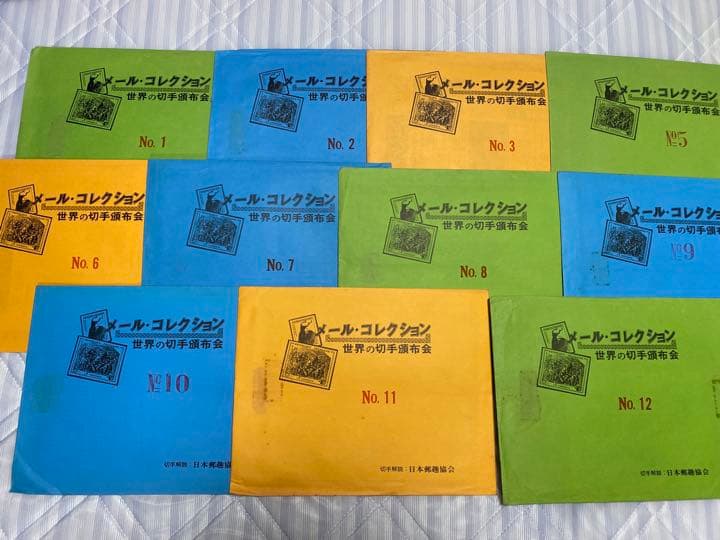 メール・コレクション
世界の切手頒布会
No. 1
メール・コレクション
世界の切手頒布会
No. 2
メール・コレクション
世界の切手頒布会
No. 3
メール・コレクション
世界の切手頒布会
No.5
メール・コレクション
世界の切手頒布会
No. 6
メール・コレクション
世界の切手頒布会
No. 7
メール・コレクション
世界の切手頒布会
No. 8
メール・コレクション
世界の切手頒布会
No.9
メール・コレクション
世界の切手頒布会
No.10
切手解説:日本郵趣協会
メール・コレクション
世界の切手頒布会
No. 11
切手解説:日本郵趣協会
メール・コレクション
世界の切手頒布会
No. 12
切手解説:日本郵趣協会